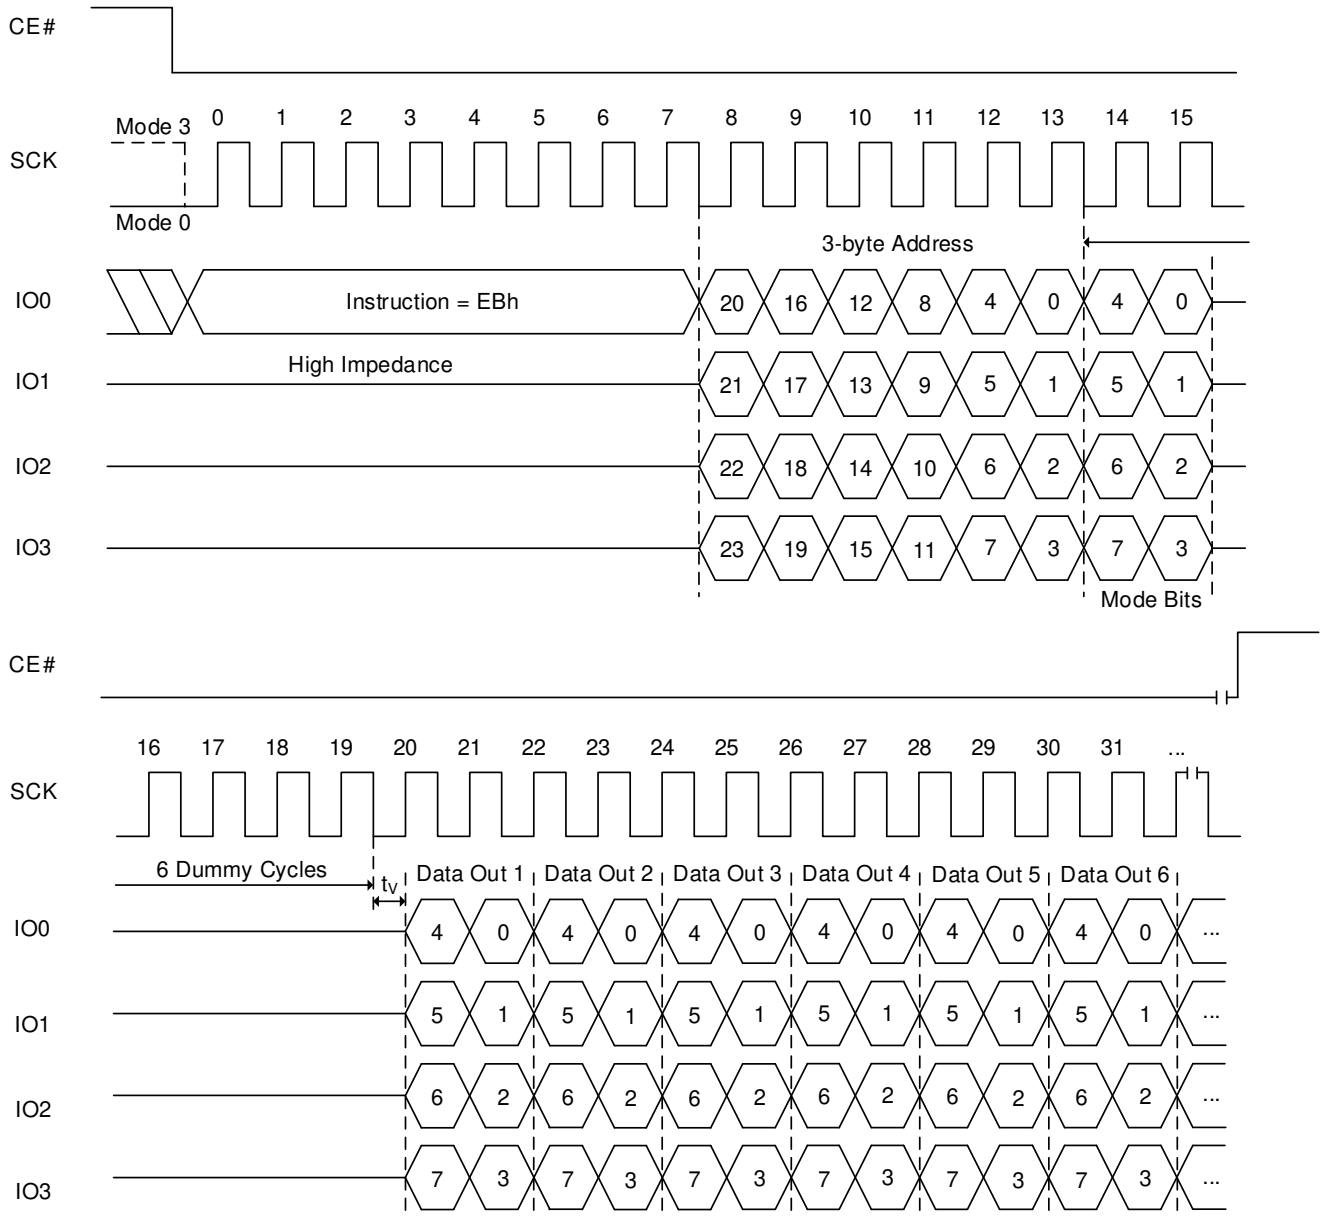 CE#
Mode 3 0 1 2 3 4 5 6 7 8 9 10 11 12 13 14 15
SCK
Mode 0
3-byte Address
IO0 Instruction = EBh 20 16 12 8 4 0 4 0
High Impedance
IO1 21 17 13 9 5 1 5 1
IO2 22 18 14 10 6 2 6 2
IO3 23 19 15 11 7 3 7 3
Mode Bits
CE#
16 17 18 19 20 21 22 23 24 25 26 27 28 29 30 31 ...
SCK
6 Dummy Cycles tV Data Out 1 Data Out 2 Data Out 3 Data Out 4 Data Out 5 Data Out 6
IO0 4 0 4 0 4 0 4 0 4 0 4 0 ...
IO1 5 1 5 1 5 1 5 1 5 1 5 1 ...
IO2 6 2 6 2 6 2 6 2 6 2 6 2 ...
IO3 7 3 7 3 7 3 7 3 7 3 7 3 ...